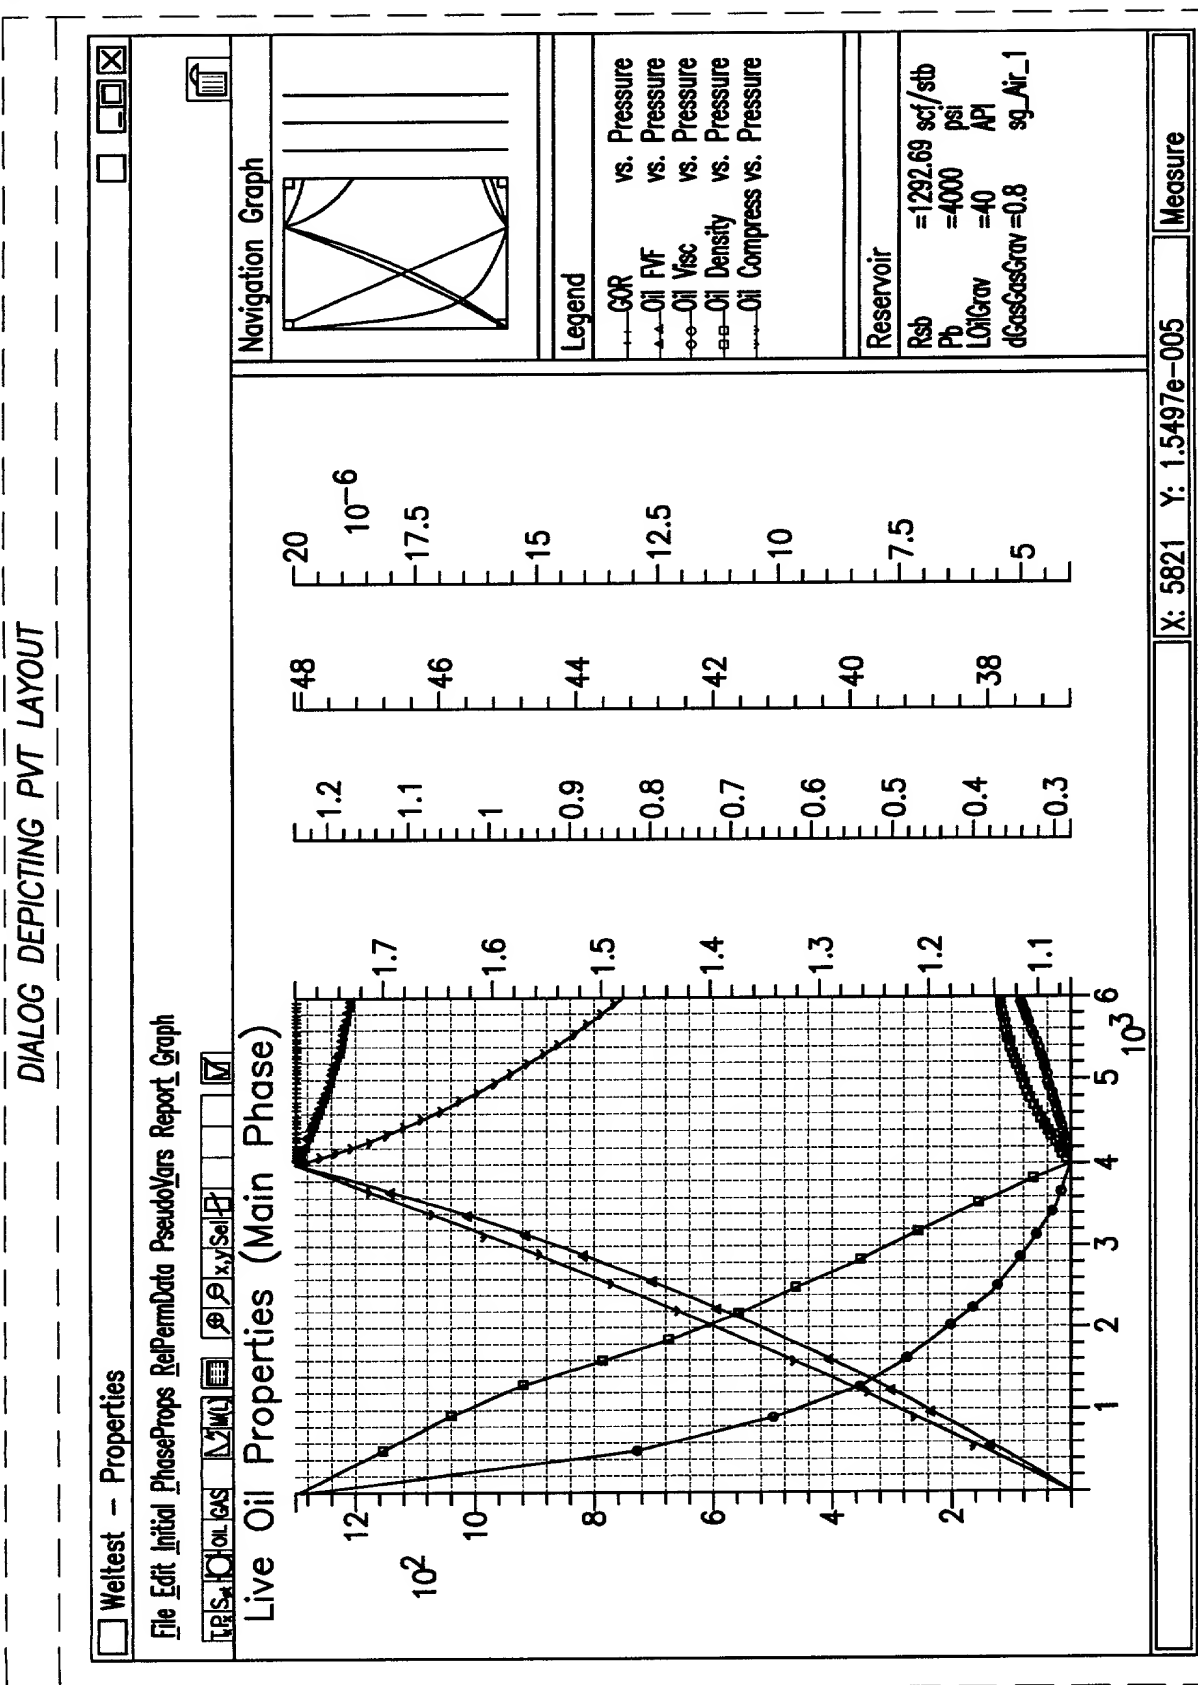 DIALOG DEPICTING PVT LAYOUT
Weltest – Properties
File Edit Initial PhaseProps RelPermData PseudoVars Report Graph
OIL GAS M(L) x,y Sel
Live Oil Properties (Main Phase)
12
10
8
6
4
2
10²
1
2
3
4
5
6
10³
1.7
1.6
1.5
1.4
1.3
1.2
1.1
1.2
1.1
1
0.9
0.8
0.7
0.6
0.5
0.4
0.3
48
46
44
42
40
38
20
10⁻⁶
17.5
15
12.5
10
7.5
5
Navigation Graph
Legend
GOR vs. Pressure
Oil FVF vs. Pressure
Oil Visc vs. Pressure
Oil Density vs. Pressure
Oil Compress vs. Pressure
Reservoir
Rsb =1292.69 scf/stb
Pb =4000 psi
LOilGrav =40 API
dGasGasGrav =0.8 sg_Air_1
X: 5821 Y: 1.5497e-005
Measure